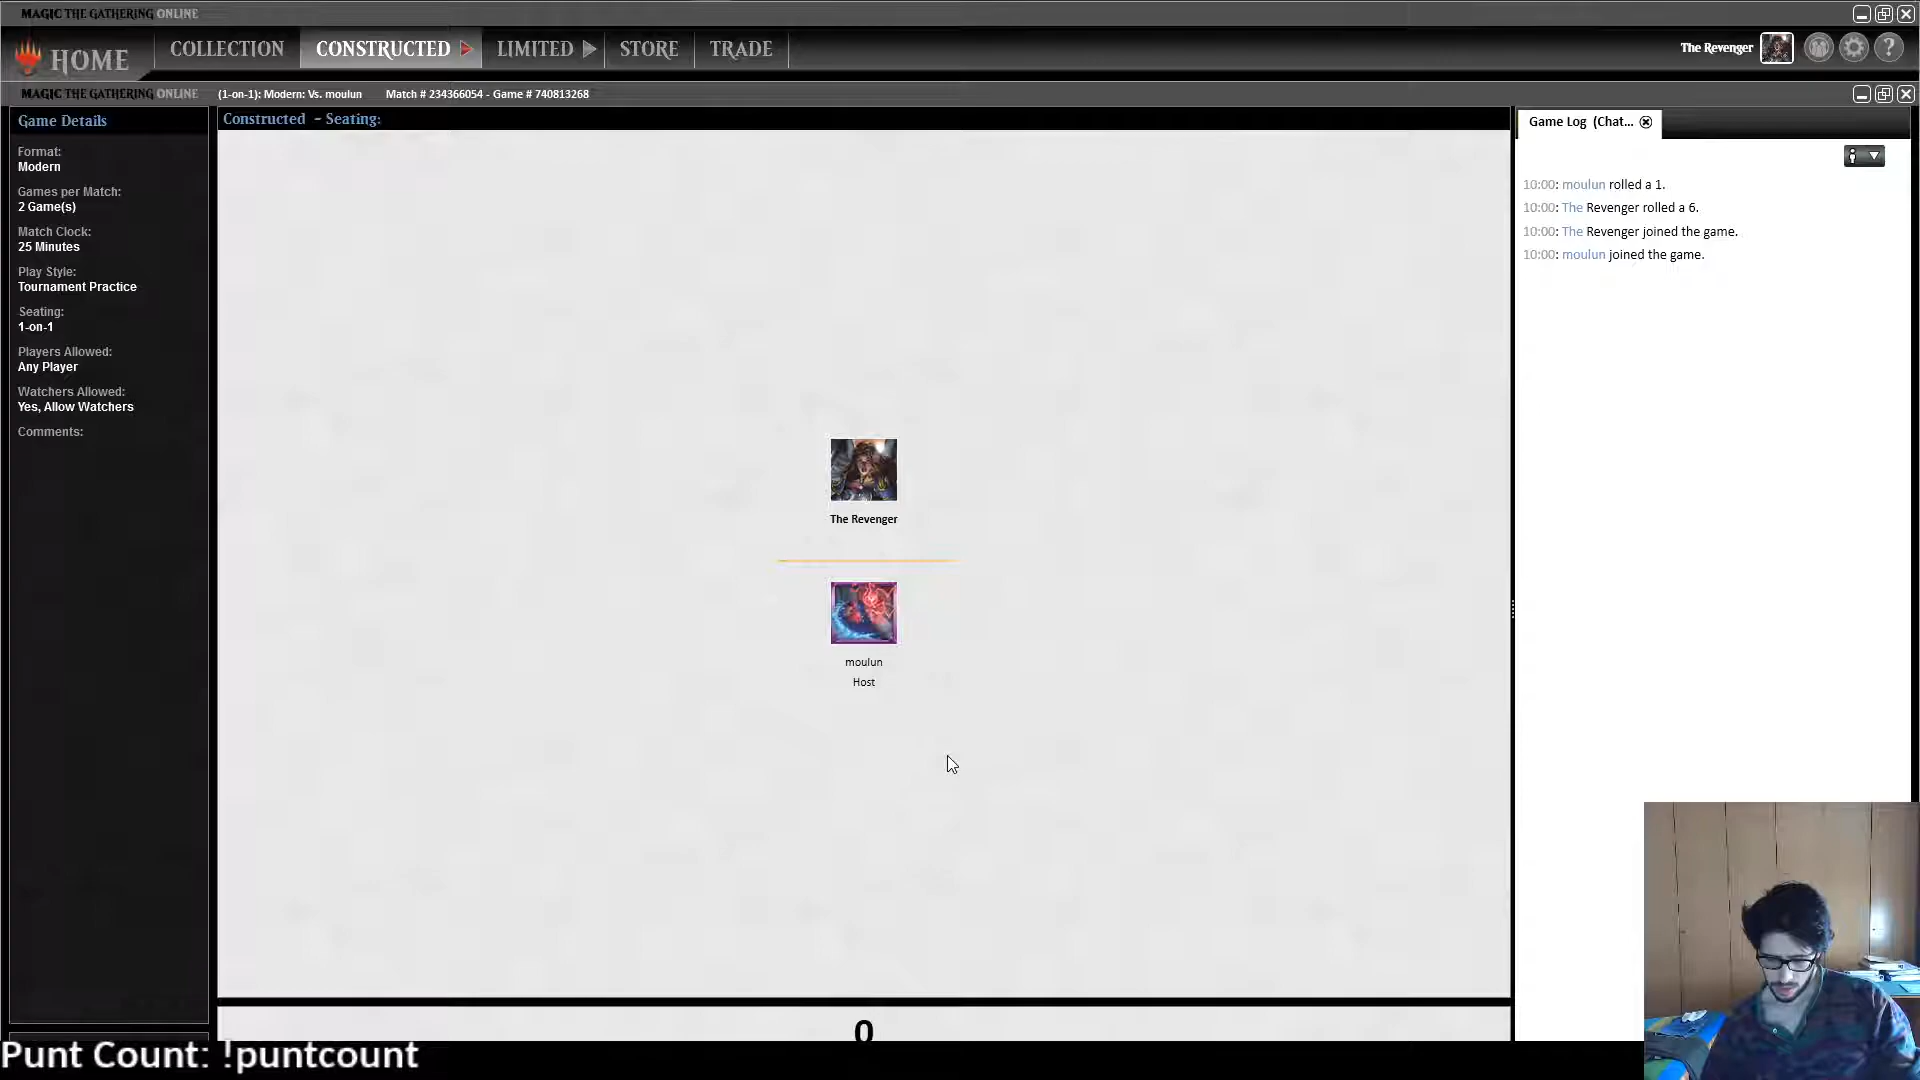 MAGIC THE GATHERING ONLINE
HOME
COLLECTION
CONSTRUCTED
LIMITED
STORE
TRADE
The Revenger
?
MAGIC THE GATHERING ONLINE
(1-on-1): Modern: Vs. moulun
Match # 234366054 - Game # 740813268
Game Details
Format:
Modern
Games per Match:
2 Game(s)
Match Clock:
25 Minutes
Play Style:
Tournament Practice
Seating:
1-on-1
Players Allowed:
Any Player
Watchers Allowed:
Yes, Allow Watchers
Comments:
Constructed - Seating:
The Revenger
moulun
Host
0
Game Log (Chat...
10:00: moulun rolled a 1.
10:00: The Revenger rolled a 6.
10:00: The Revenger joined the game.
10:00: moulun joined the game.
Punt Count: !puntcount